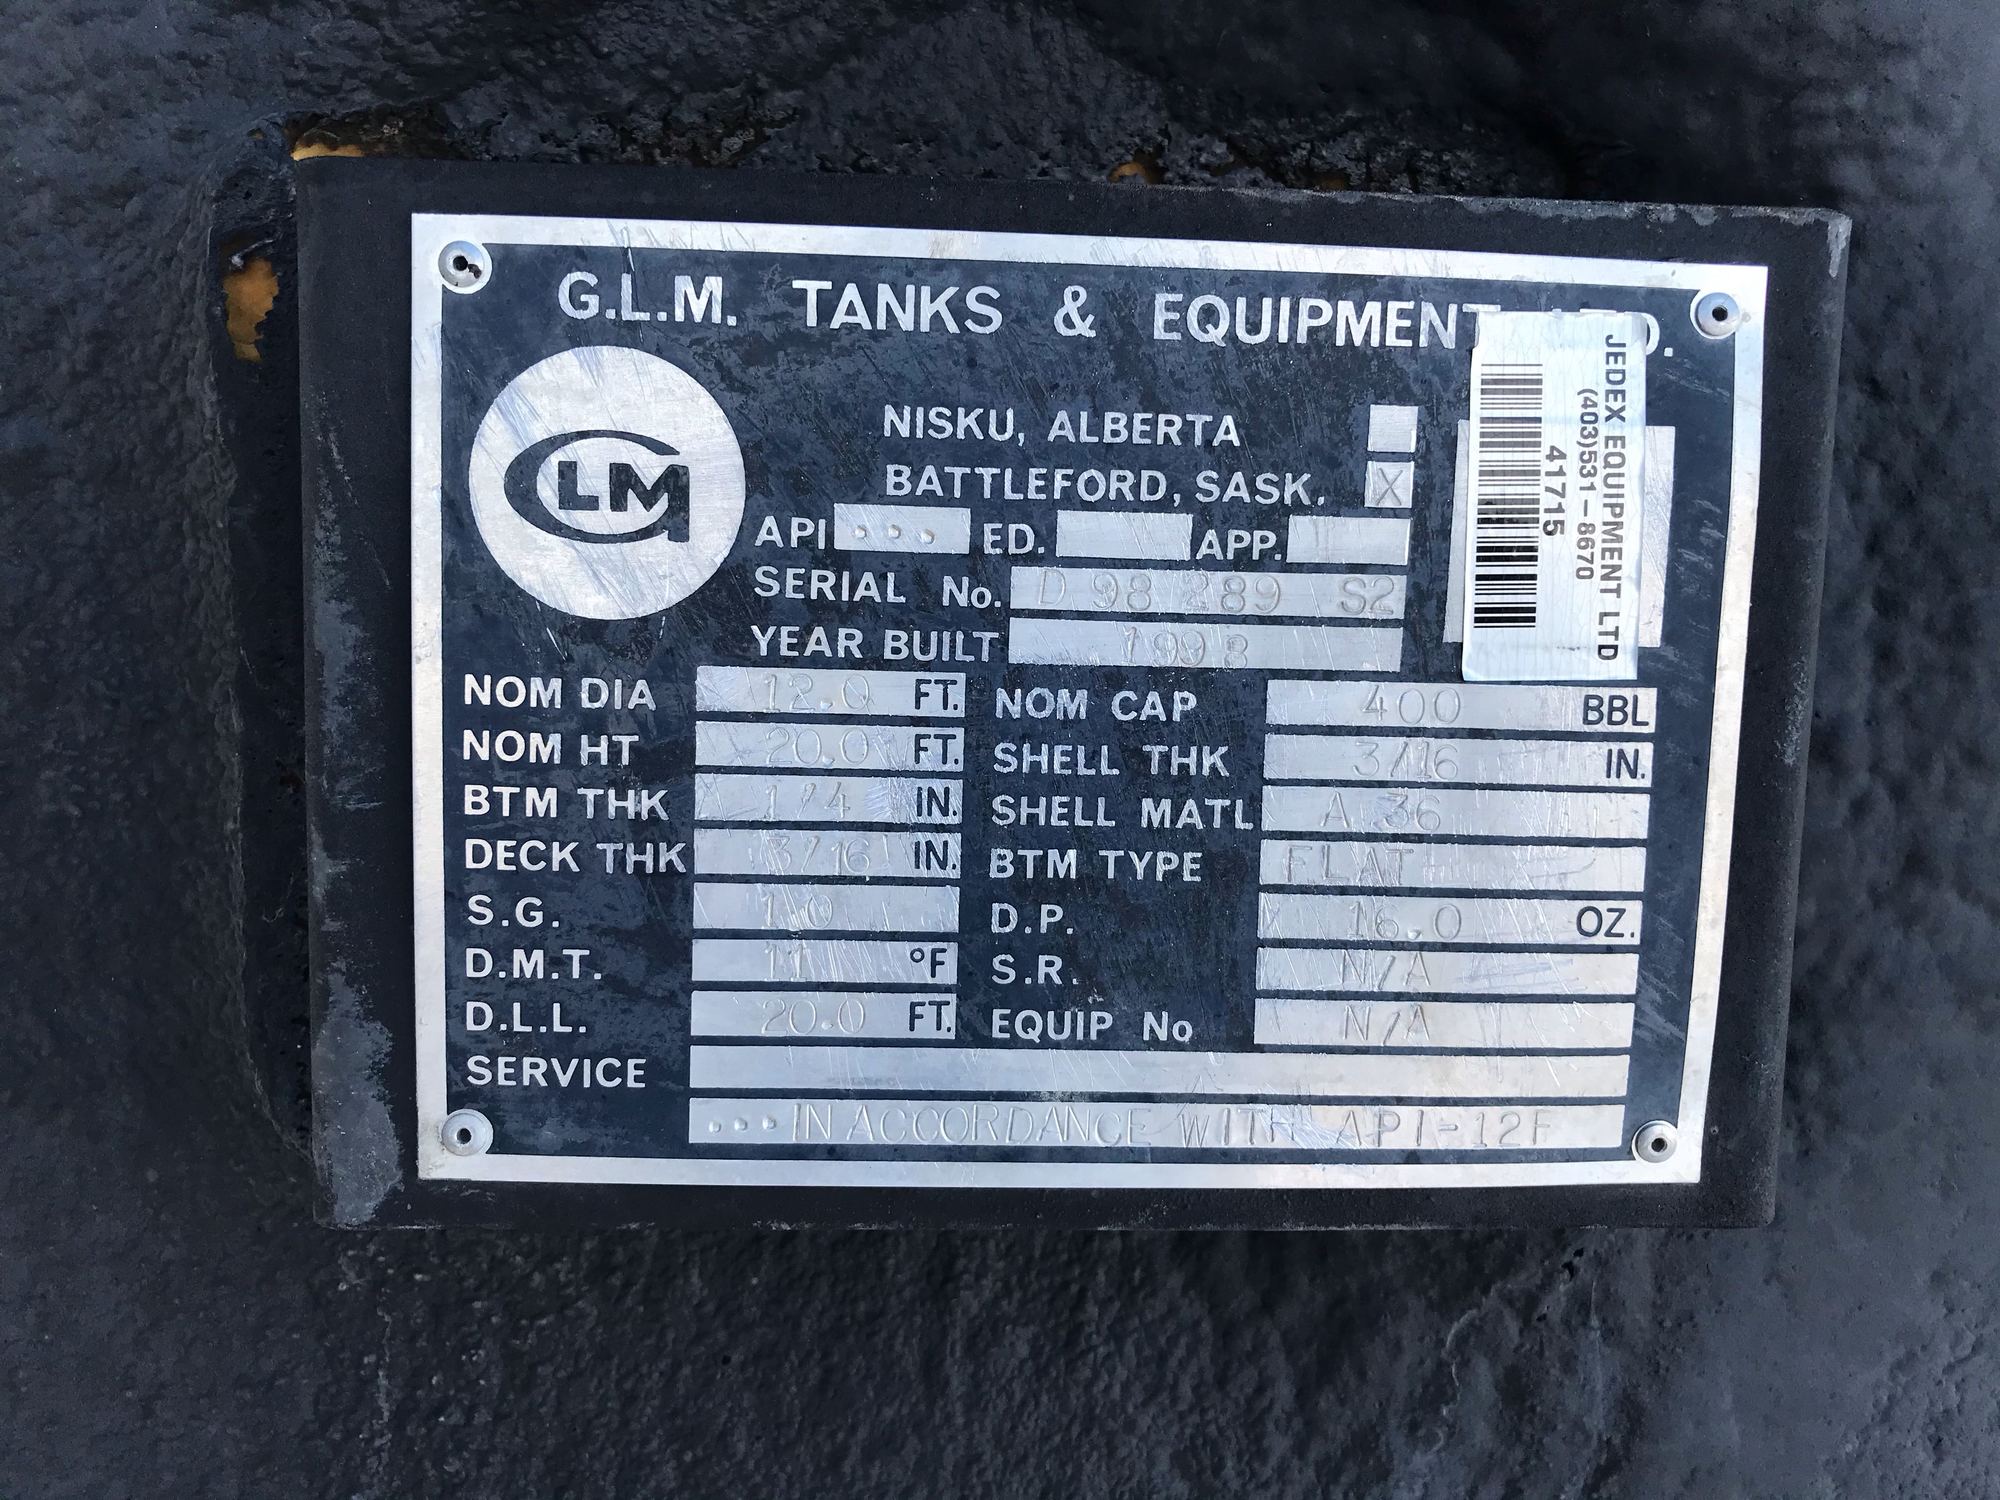 G.L.M. TANKS & EQUIPMENT D.
GLM
NISKU, ALBERTA
BATTLEFORD, SASK. X
API ... ED. APP.
SERIAL No. D 98 289 S2
YEAR BUILT 1998
NOM DIA 12.0 FT. NOM CAP 400 BBL
NOM HT 20.0 FT. SHELL THK 3/16 IN.
BTM THK 1/4 IN. SHELL MATL A 36
DECK THK 3/16 IN. BTM TYPE FLAT
S.G. 1.0 D.P. 16.0 OZ.
D.M.T. 11 °F S.R. N/A
D.L.L. 20.0 FT. EQUIP No N/A
SERVICE
...IN ACCORDANCE WITH API-12F
JEDEX EQUIPMENT LTD
(403)531-8670
41715